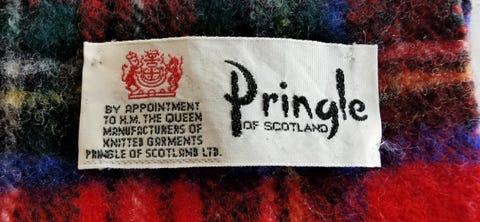 BY APPOINTMENT
TO H.M. THE QUEEN
MANUFACTURERS OF
KNITTED GARMENTS
PRINGLE OF SCOTLAND LTD.
Pringle
OF SCOTLAND